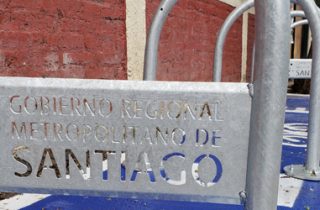 GOBIERNO REGIONAL
METROPOLITANO DE
SANTIAGO